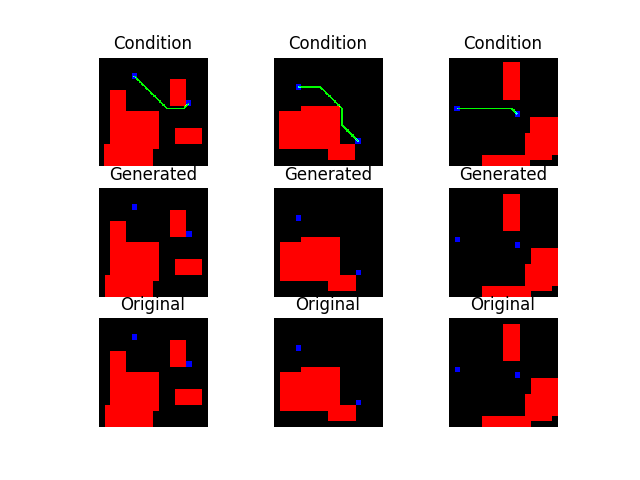 Condition Condition Condition
Generated Generated Generated
Original Original Original